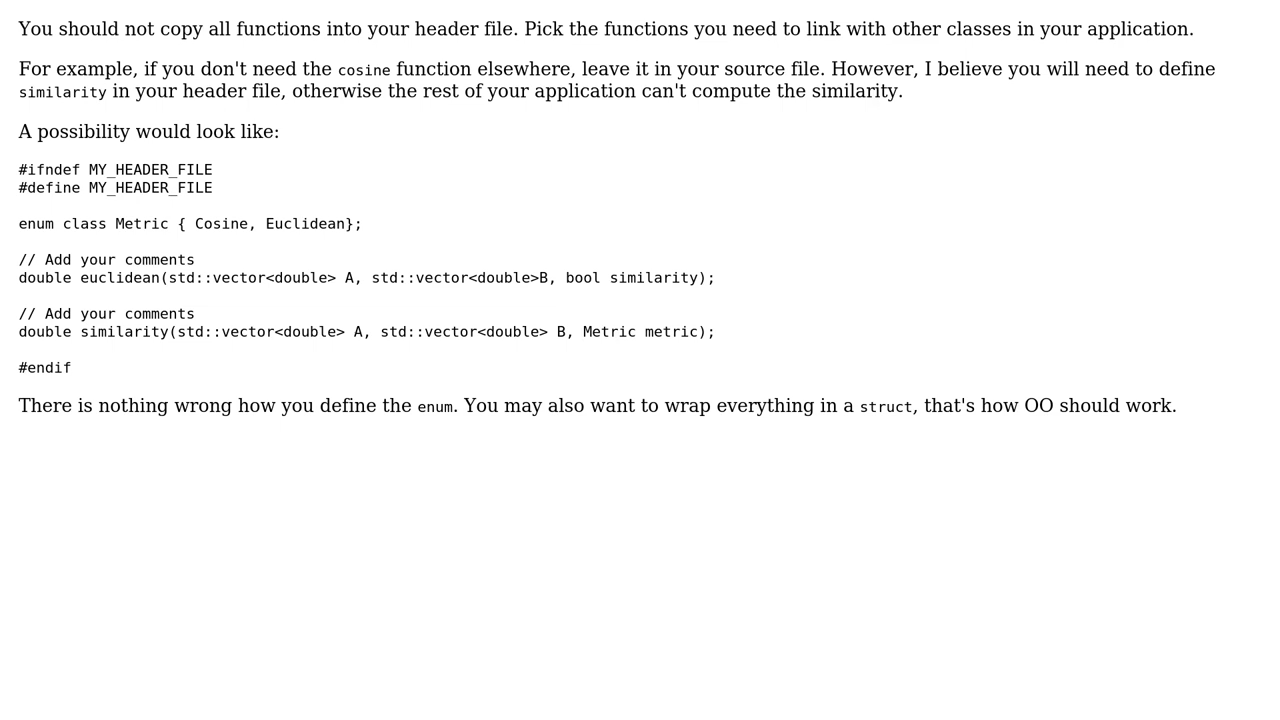 You should not copy all functions into your header file. Pick the functions you need to link with other classes in your application.
For example, if you don't need the cosine function elsewhere, leave it in your source file. However, I believe you will need to define
similarity in your header file, otherwise the rest of your application can't compute the similarity.
A possibility would look like:
#ifndef MY_HEADER_FILE
#define MY_HEADER_FILE
enum class Metric { Cosine, Euclidean};
// Add your comments
double euclidean(std::vector<double> A, std::vector<double>B, bool similarity);
// Add your comments
double similarity(std::vector<double> A, std::vector<double> B, Metric metric);
#endif
There is nothing wrong how you define the enum. You may also want to wrap everything in a struct, that's how OO should work.